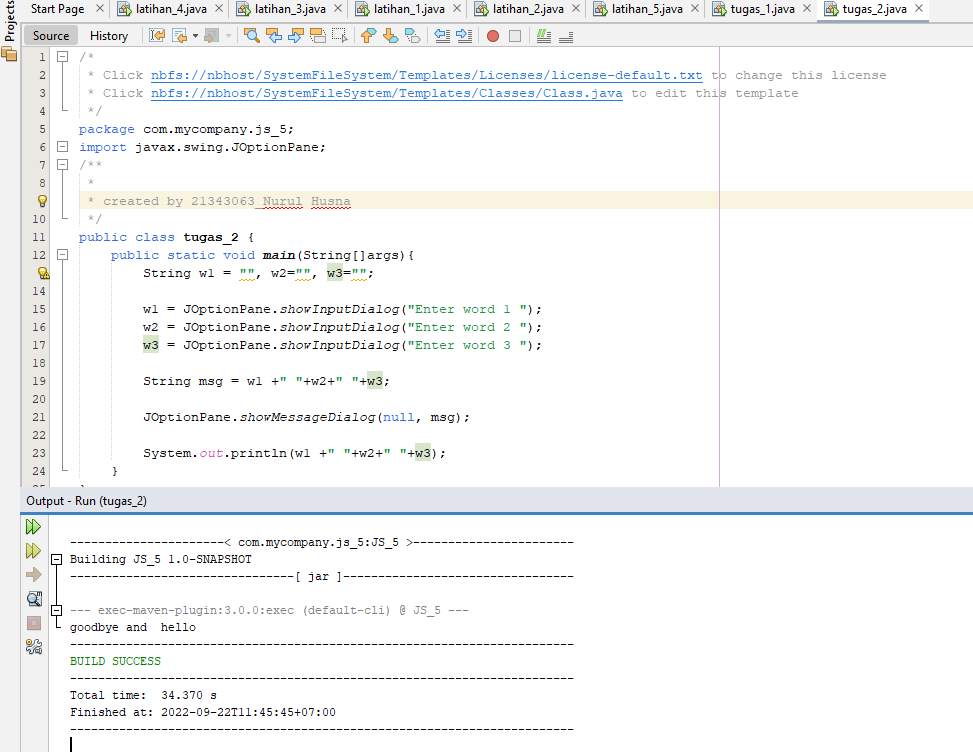 Projects
Start Page latihan_4.java latihan_3.java latihan_1.java latihan_2.java latihan_5.java tugas_1.java tugas_2.java
Source History
1 /*
2 * Click nbfs://nbhost/SystemFileSystem/Templates/Licenses/license-default.txt to change this license
3 * Click nbfs://nbhost/SystemFileSystem/Templates/Classes/Class.java to edit this template
4 */
5 package com.mycompany.js_5;
6 import javax.swing.JOptionPane;
7 /**
8 *
* created by 21343063_Nurul Husna
10 */
11 public class tugas_2 {
12 public static void main(String[]args){
String w1 = "", w2="", w3="";
14
15 w1 = JOptionPane.showInputDialog("Enter word 1 ");
16 w2 = JOptionPane.showInputDialog("Enter word 2 ");
17 w3 = JOptionPane.showInputDialog("Enter word 3 ");
18
19 String msg = w1 +" "+w2+" "+w3;
20
21 JOptionPane.showMessageDialog(null, msg);
22
23 System.out.println(w1 +" "+w2+" "+w3);
24 }
Output - Run (tugas_2)
----------------------< com.mycompany.js_5:JS_5 >-----------------------
Building JS_5 1.0-SNAPSHOT
--------------------------------[ jar ]---------------------------------
--- exec-maven-plugin:3.0.0:exec (default-cli) @ JS_5 ---
goodbye and  hello
------------------------------------------------------------------------
BUILD SUCCESS
------------------------------------------------------------------------
Total time:  34.370 s
Finished at: 2022-09-22T11:45:45+07:00
------------------------------------------------------------------------